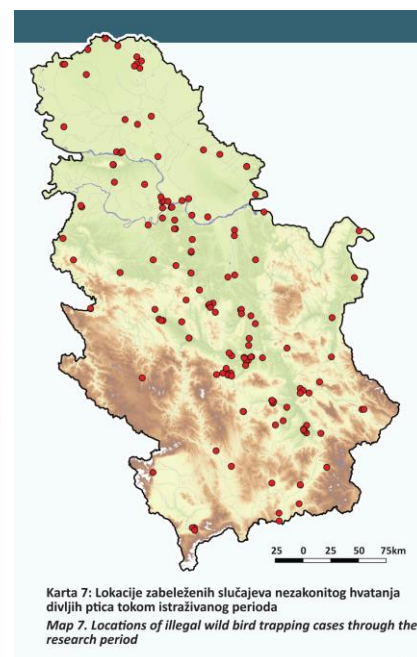 25 0 25 50 75km
Karta 7: Lokacije zabeleženih slučajeva nezakonitog hvatanja
divljih ptica tokom istraživanog perioda
Map 7. Locations of illegal wild bird trapping cases through the
research period